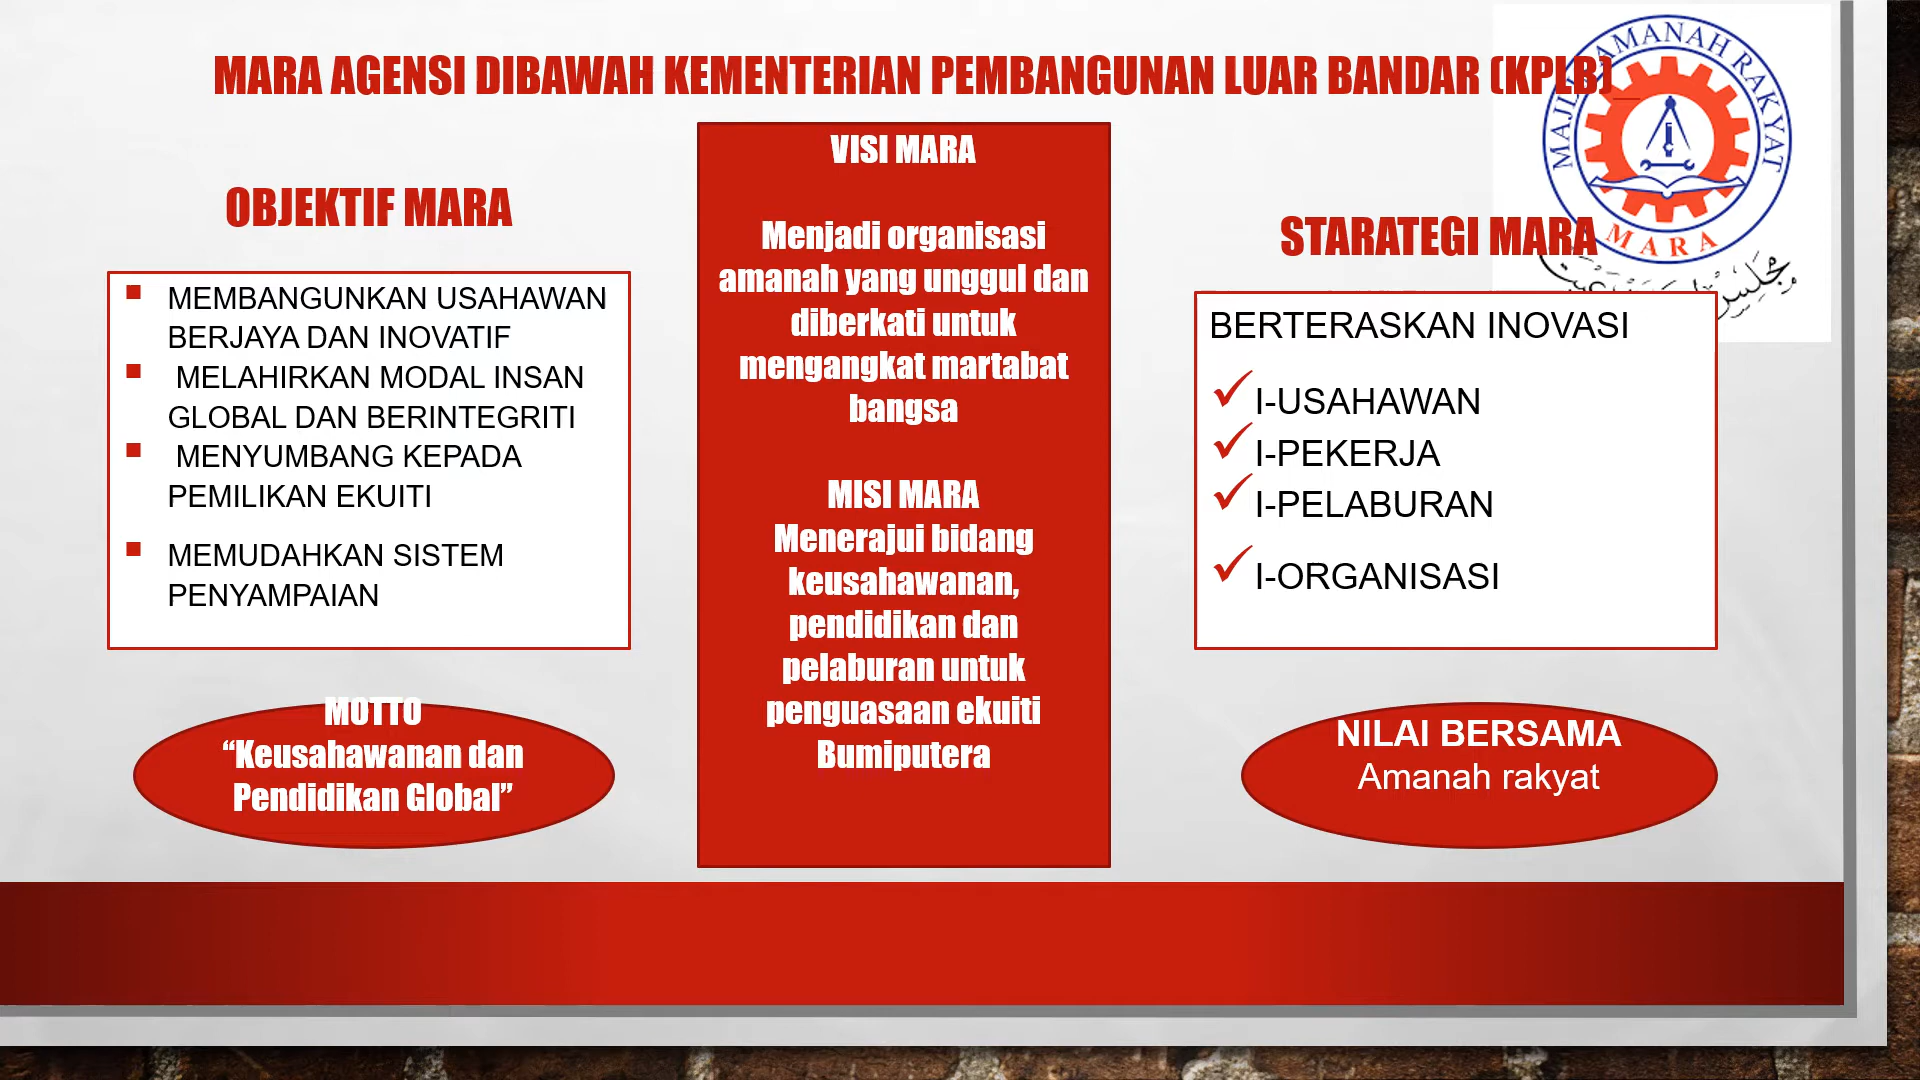 MARA AGENSI DIBAWAH KEMENTERIAN PEMBANGUNAN LUAR BANDAR (KPLB)_
OBJEKTIF MARA
MEMBANGUNKAN USAHAWAN
BERJAYA DAN INOVATIF
MELAHIRKAN MODAL INSAN
GLOBAL DAN BERINTEGRITI
MENYUMBANG KEPADA
PEMILIKAN EKUITI
MEMUDAHKAN SISTEM
PENYAMPAIAN
MOTTO
“Keusahawanan dan
Pendidikan Global”
VISI MARA
Menjadi organisasi
amanah yang unggul dan
diberkati untuk
mengangkat martabat
bangsa
MISI MARA
Menerajui bidang
keusahawanan,
pendidikan dan
pelaburan untuk
penguasaan ekuiti
Bumiputera
AMANAH RAKYAT
MARA
STARATEGI MARA
BERTERASKAN INOVASI
I-USAHAWAN
I-PEKERJA
I-PELABURAN
I-ORGANISASI
NILAI BERSAMA
Amanah rakyat